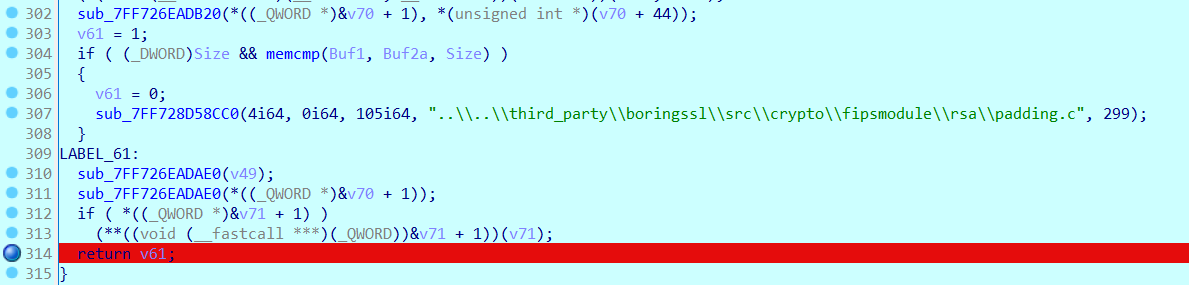 302 sub_7FF726EADB20(*((_QWORD *)&v70 + 1), *(unsigned int *)(v70 + 44));
303 v61 = 1;
304 if ( (_DWORD)Size && memcmp(Buf1, Buf2a, Size) )
305 {
306 v61 = 0;
307 sub_7FF728D58CC0(4i64, 0i64, 105i64, "..\\..\\third_party\\boringssl\\src\\crypto\\fipsmodule\\rsa\\padding.c", 299);
308 }
309 LABEL_61:
310 sub_7FF726EADAE0(v49);
311 sub_7FF726EADAE0(*((_QWORD *)&v70 + 1));
312 if ( *((_QWORD *)&v71 + 1) )
313 (**((void (__fastcall ***)(_QWORD))&v71 + 1))(v71);
314 return v61;
315 }